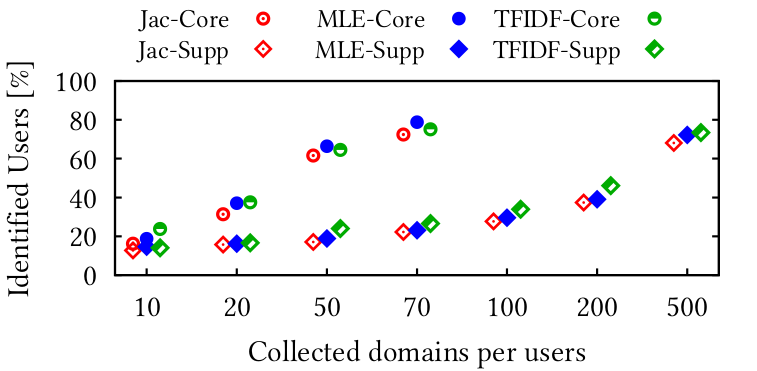 Jac-Core MLE-Core TFIDF-Core
Jac-Supp MLE-Supp TFIDF-Supp
Identified Users [%]
100
80
60
40
20
0
10 20 50 70 100 200 500
Collected domains per users